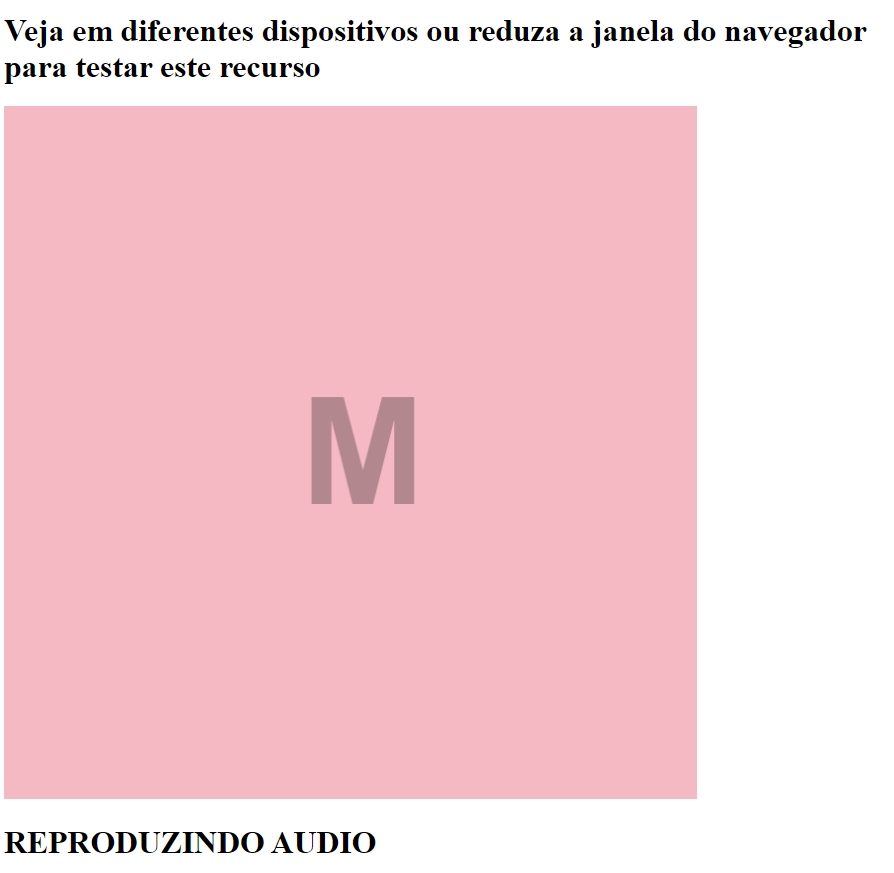 Veja em diferentes dispositivos ou reduza a janela do navegador
para testar este recurso
M
REPRODUZINDO AUDIO